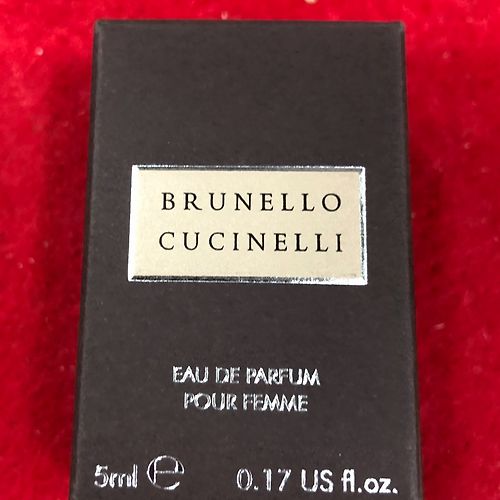 BRUNELLO
CUCINELLI
EAU DE PARFUM
POUR FEMME
5ml ℮ 0.17 US fl.oz.